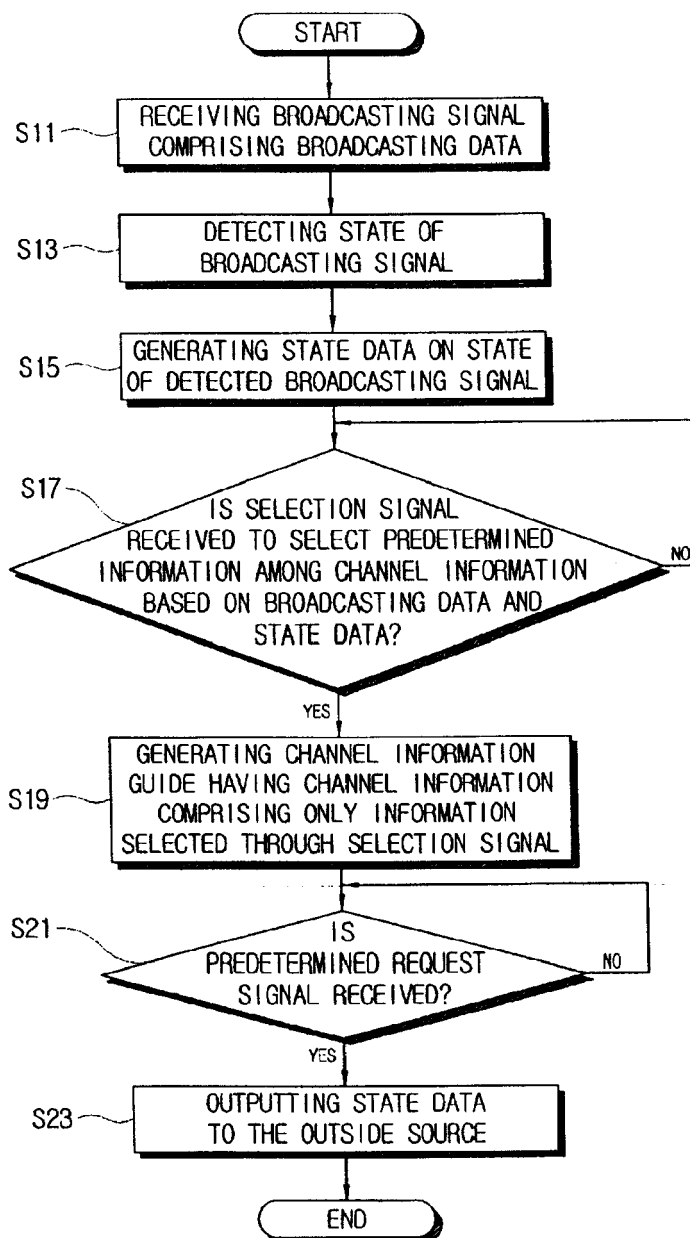 START
S11
RECEIVING BROADCASTING SIGNAL
COMPRISING BROADCASTING DATA
S13
DETECTING STATE OF
BROADCASTING SIGNAL
S15
GENERATING STATE DATA ON STATE
OF DETECTED BROADCASTING SIGNAL
S17
IS SELECTION SIGNAL
RECEIVED TO SELECT PREDETERMINED
INFORMATION AMONG CHANNEL INFORMATION
BASED ON BROADCASTING DATA AND
STATE DATA?
NO
YES
S19
GENERATING CHANNEL INFORMATION
GUIDE HAVING CHANNEL INFORMATION
COMPRISING ONLY INFORMATION
SELECTED THROUGH SELECTION SIGNAL
S21
IS
PREDETERMINED REQUEST
SIGNAL RECEIVED?
NO
YES
S23
OUTPUTTING STATE DATA
TO THE OUTSIDE SOURCE
END